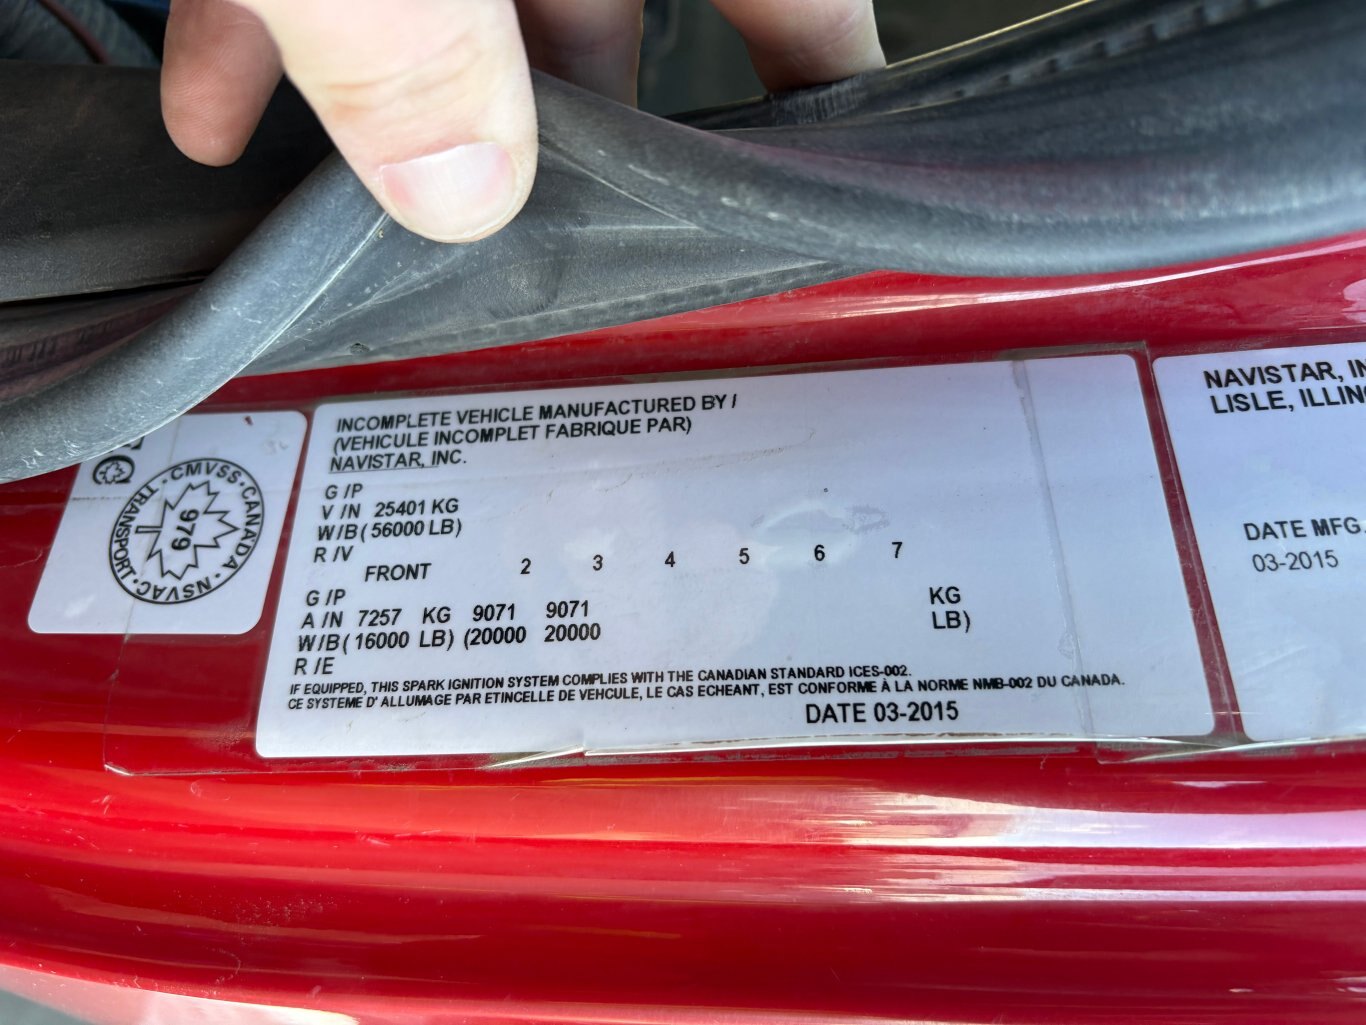 CMVSS · CANADA · NSVAC · TRANSPORT
979
INCOMPLETE VEHICLE MANUFACTURED BY /
(VEHICULE INCOMPLET FABRIQUE PAR)
NAVISTAR, INC.
G /P
V / N 25401 KG
W/B ( 56000 LB)
R /V
FRONT 2 3 4 5 6 7
G /P
A / N 7257 KG 9071 9071 KG
W/B( 16000 LB) (20000 20000 LB)
R /E
IF EQUIPPED, THIS SPARK IGNITION SYSTEM COMPLIES WITH THE CANADIAN STANDARD ICES-002.
CE SYSTEME D' ALLUMAGE PAR ETINCELLE DE VEHCULE, LE CAS ECHEANT, EST CONFORME À LA NORME NMB-002 DU CANADA.
DATE 03-2015
NAVISTAR, IN
LISLE, ILLIN
DATE MFG.
03-2015